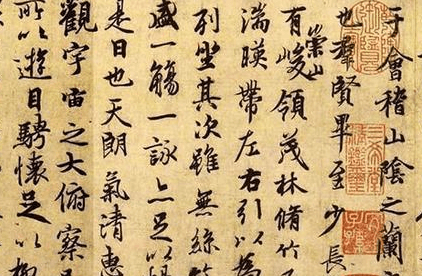 于會稽山陰之蘭
也羣賢畢至少長
有崇山峻領茂林脩竹
湍暎帶左右引以為
列坐其次雖無絲
盛一觴一詠亦足以
是日也天朗氣清惠
觀宇宙之大俯察
所以遊目騁懷足以